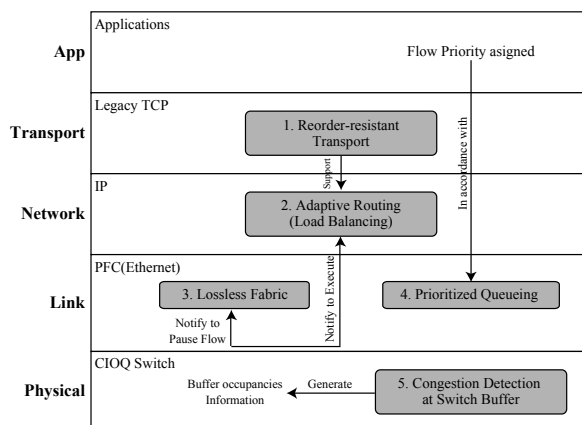 Applications
App
Flow Priority asigned
Legacy TCP
Transport
1. Reorder-resistant
Transport
Support
In accordance with
IP
Network
2. Adaptive Routing
(Load Balancing)
PFC(Ethernet)
Link
3. Lossless Fabric
Notify to Execute
4. Prioritized Queueing
Notify to
Pause Flow
CIOQ Switch
Physical
Buffer occupancies
Information
Generate
5. Congestion Detection
at Switch Buffer